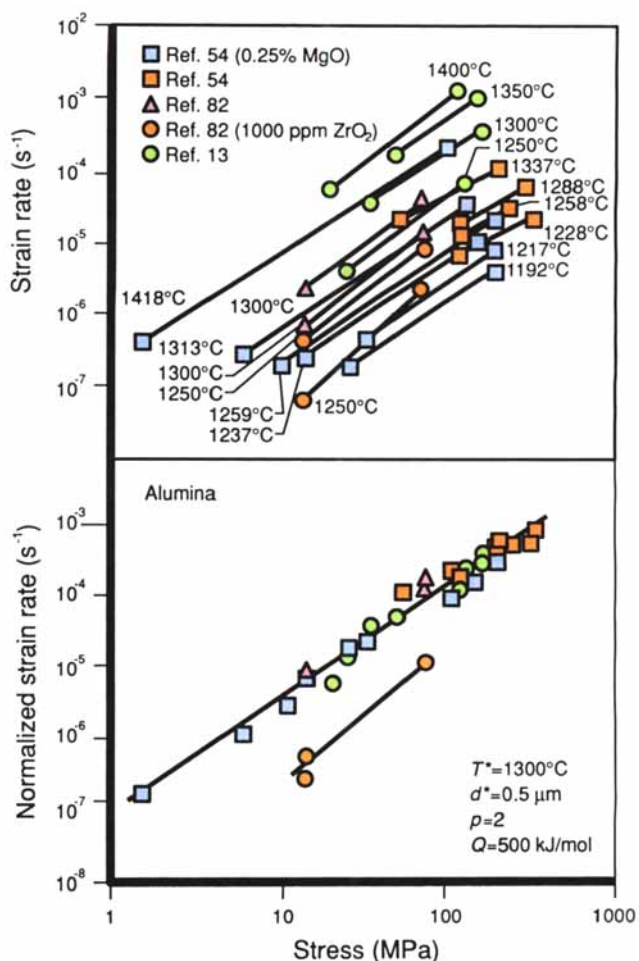 10⁻²
10⁻³
10⁻⁴
10⁻⁵
10⁻⁶
10⁻⁷
Strain rate (s⁻¹)
Ref. 54 (0.25% MgO)
Ref. 54
Ref. 82
Ref. 82 (1000 ppm ZrO₂)
Ref. 13
1400°C
1350°C
1300°C
1250°C
1337°C
1288°C
1258°C
1228°C
1217°C
1192°C
1418°C
1300°C
1313°C
1300°C
1250°C
1259°C
1237°C
1250°C
Alumina
10⁻³
10⁻⁴
10⁻⁵
10⁻⁶
10⁻⁷
10⁻⁸
Normalized strain rate (s⁻¹)
T*=1300°C
d*=0.5 μm
p=2
Q=500 kJ/mol
1 10 100 1000
Stress (MPa)